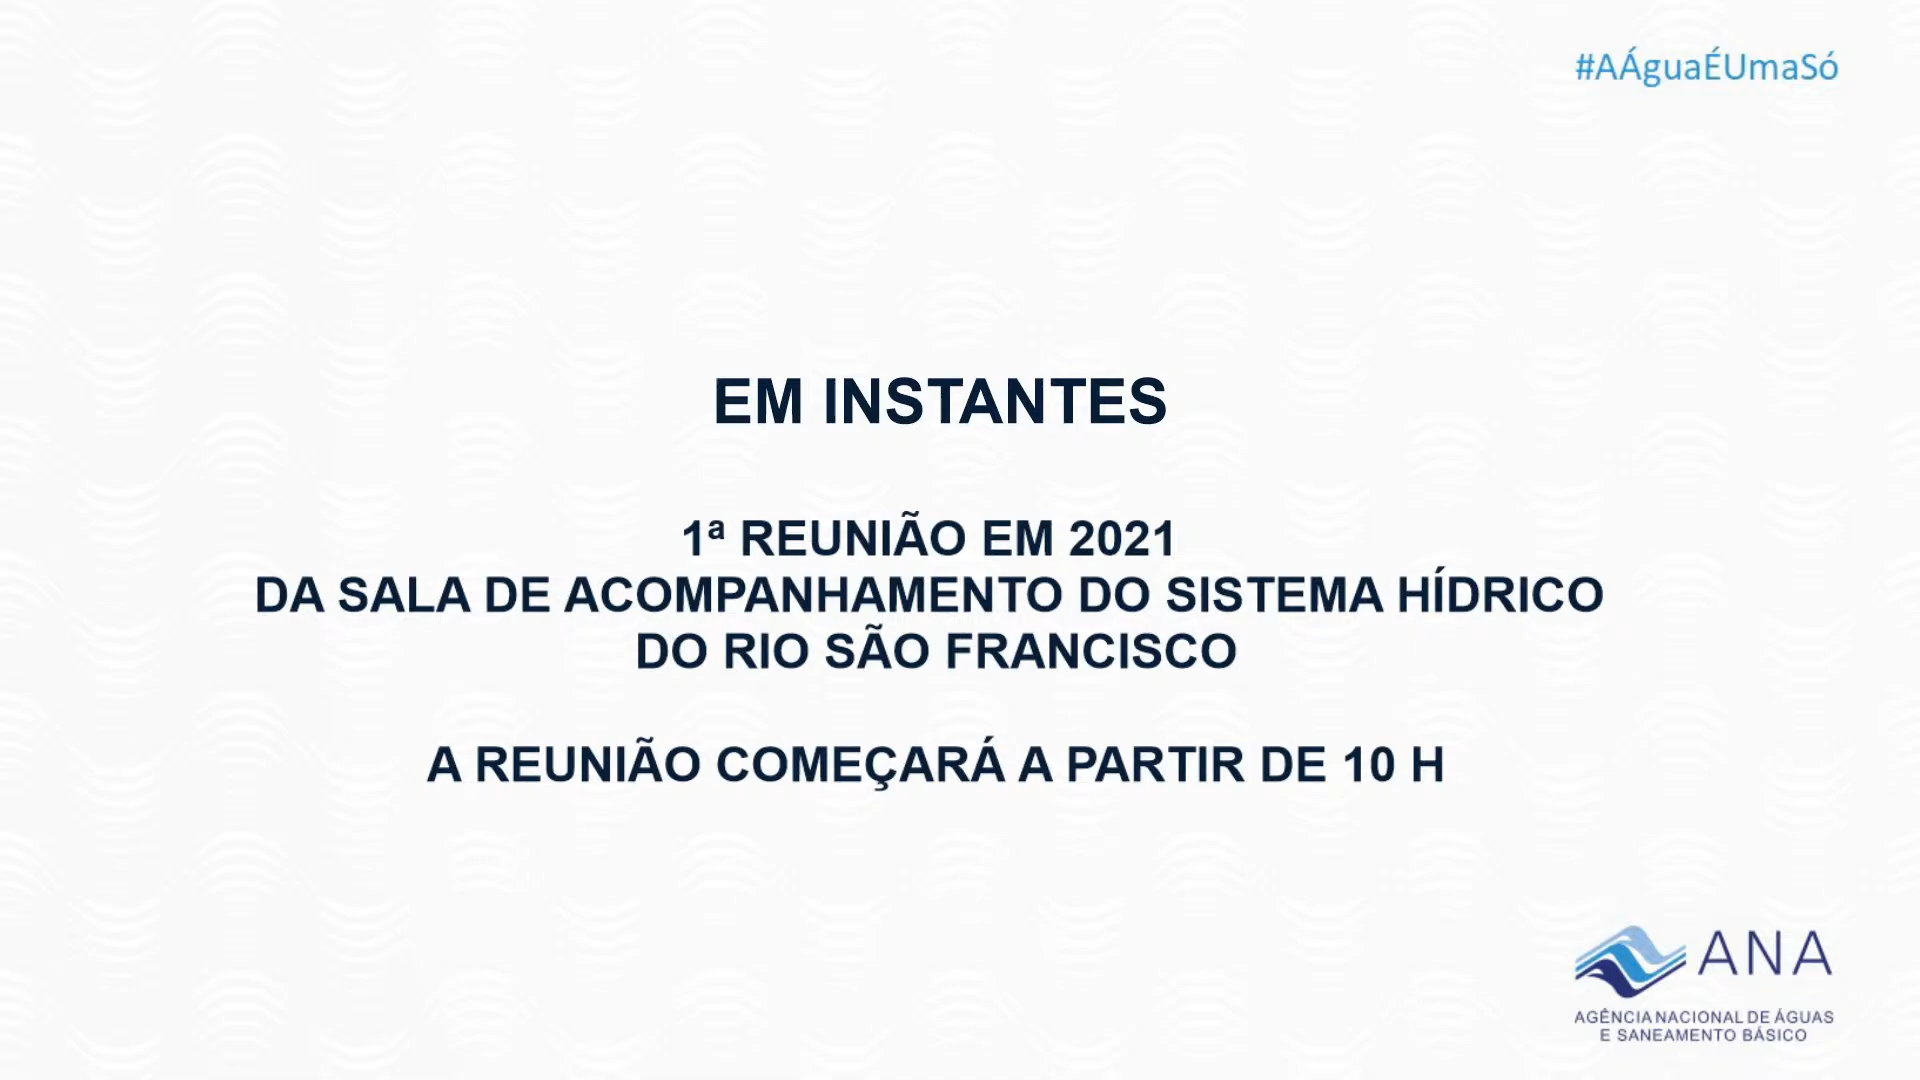 #AÁguaÉUmaSó
EM INSTANTES
1ª REUNIÃO EM 2021
DA SALA DE ACOMPANHAMENTO DO SISTEMA HÍDRICO
DO RIO SÃO FRANCISCO
A REUNIÃO COMEÇARÁ A PARTIR DE 10 H
ANA
AGÊNCIA NACIONAL DE ÁGUAS
E SANEAMENTO BÁSICO